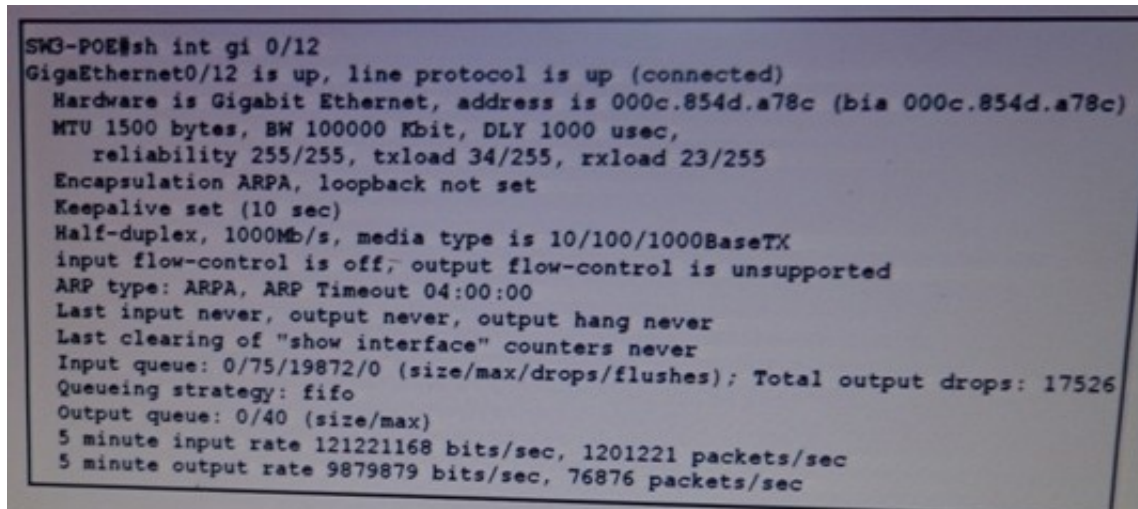 SW3-POE#sh int gi 0/12
GigaEthernet0/12 is up, line protocol is up (connected)
Hardware is Gigabit Ethernet, address is 000c.854d.a78c (bia 000c.854d.a78c)
MTU 1500 bytes, BW 100000 Kbit, DLY 1000 usec,
reliability 255/255, txload 34/255, rxload 23/255
Encapsulation ARPA, loopback not set
Keepalive set (10 sec)
Half-duplex, 1000Mb/s, media type is 10/100/1000BaseTX
input flow-control is off, output flow-control is unsupported
ARP type: ARPA, ARP Timeout 04:00:00
Last input never, output never, output hang never
Last clearing of "show interface" counters never
Input queue: 0/75/19872/0 (size/max/drops/flushes); Total output drops: 17526
Queueing strategy: fifo
Output queue: 0/40 (size/max)
5 minute input rate 121221168 bits/sec, 1201221 packets/sec
5 minute output rate 9879879 bits/sec, 76876 packets/sec